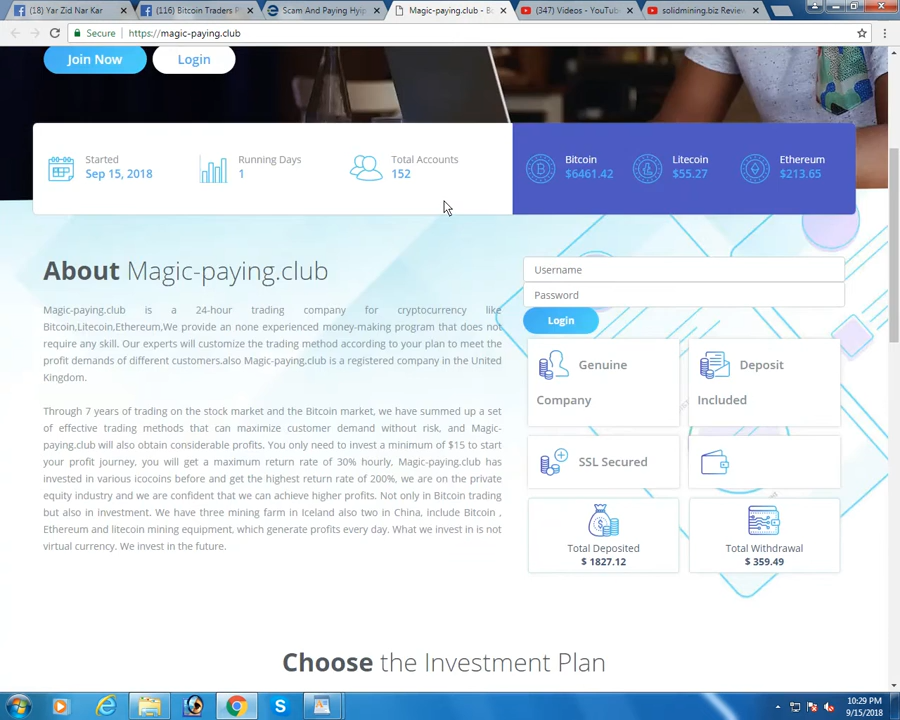 (18) Yar Zid Nar Kar
(116) Bitcoin Traders P
Scam And Paying Hyip
Magic-paying.club - B
(347) Videos - YouTub
solidmining.biz Review
Secure https://magic-paying.club
Join Now Login
Started
Sep 15, 2018
Running Days
1
Total Accounts
152
Bitcoin
$6461.42
Litecoin
$55.27
Ethereum
$213.65
About Magic-paying.club
Magic-paying.club is a 24-hour trading company for cryptocurrency like
Bitcoin,Litecoin,Ethereum,We provide an none experienced money-making program that does not
require any skill. Our experts will customize the trading method according to your plan to meet the
profit demands of different customers.also Magic-paying.club is a registered company in the United
Kingdom.
Through 7 years of trading on the stock market and the Bitcoin market, we have summed up a set
of effective trading methods that can maximize customer demand without risk, and Magic-
paying.club will also obtain considerable profits. You only need to invest a minimum of $15 to start
your profit journey, you will get a maximum return rate of 30% hourly, Magic-paying.club has
invested in various icocoins before and get the highest return rate of 200%, we are on the private
equity industry and we are confident that we can achieve higher profits. Not only in Bitcoin trading
but also in investment. We have three mining farm in Iceland also two in China, include Bitcoin ,
Ethereum and litecoin mining equipment, which generate profits every day. What we invest in is not
virtual currency. We invest in the future.
Username
Password
Login
Genuine
Company
Deposit
Included
SSL Secured
Total Deposited
$ 1827.12
Total Withdrawal
$ 359.49
Choose the Investment Plan
10:29 PM
9/15/2018